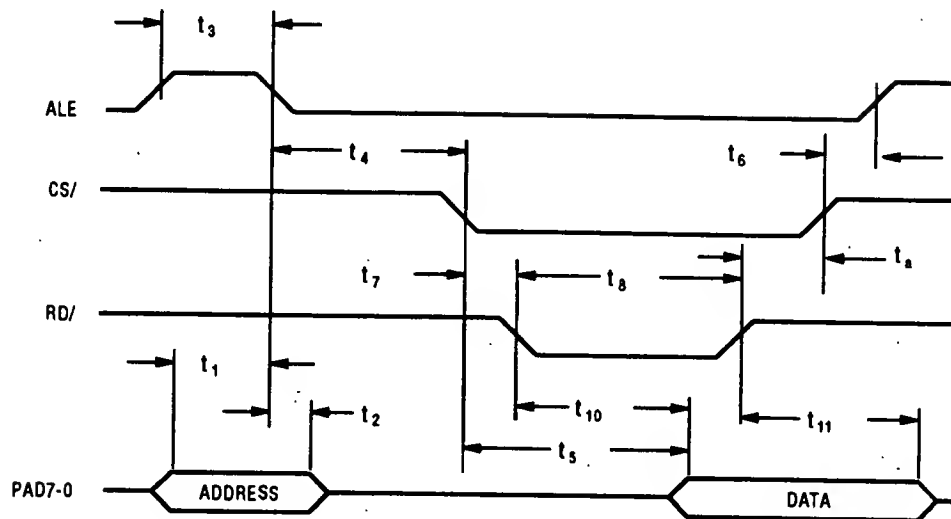 t3
ALE
t4
t6
CS/
t7
t8
ta
RD/
t1
t2
t10
t11
t5
PAD7-0
ADDRESS
DATA